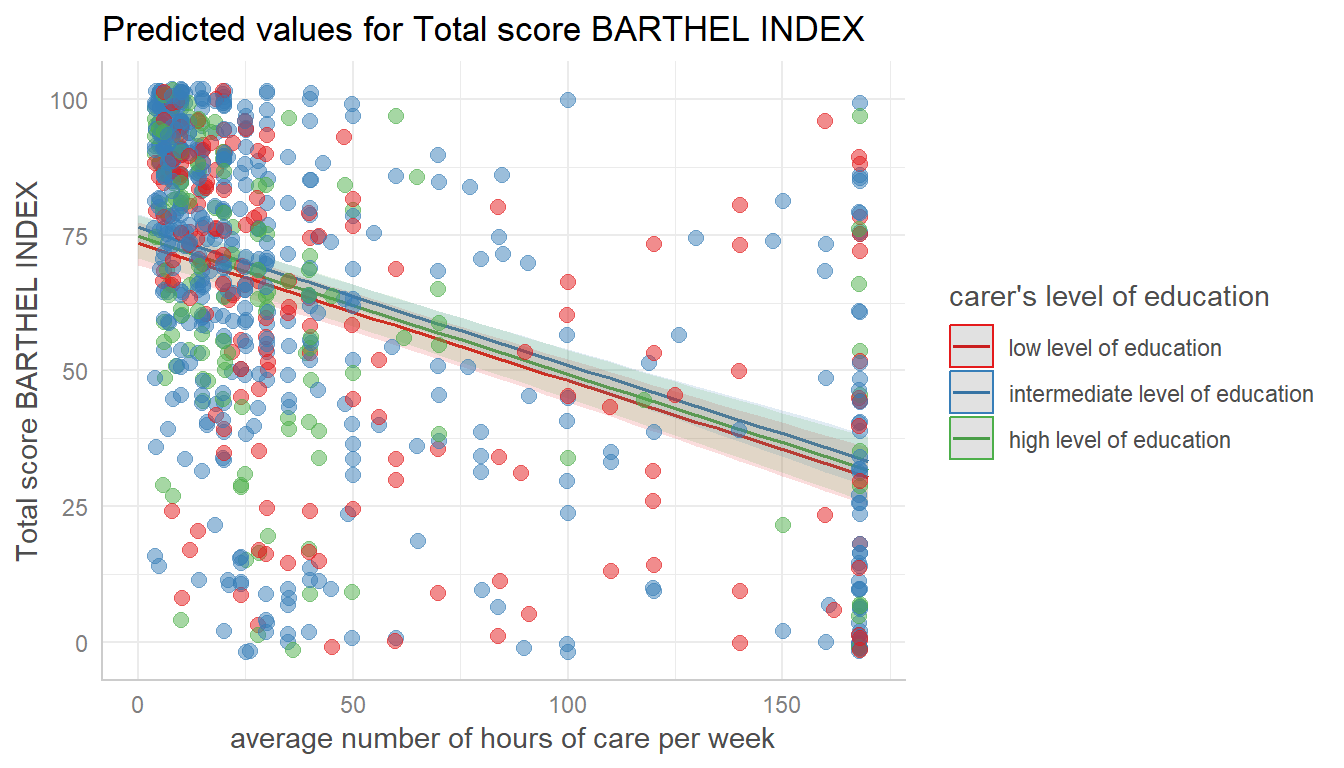 Predicted values for Total score BARTHEL INDEX
Total score BARTHEL INDEX
100
75
50
25
0
0
50
100
150
average number of hours of care per week
carer's level of education
low level of education
intermediate level of education
high level of education